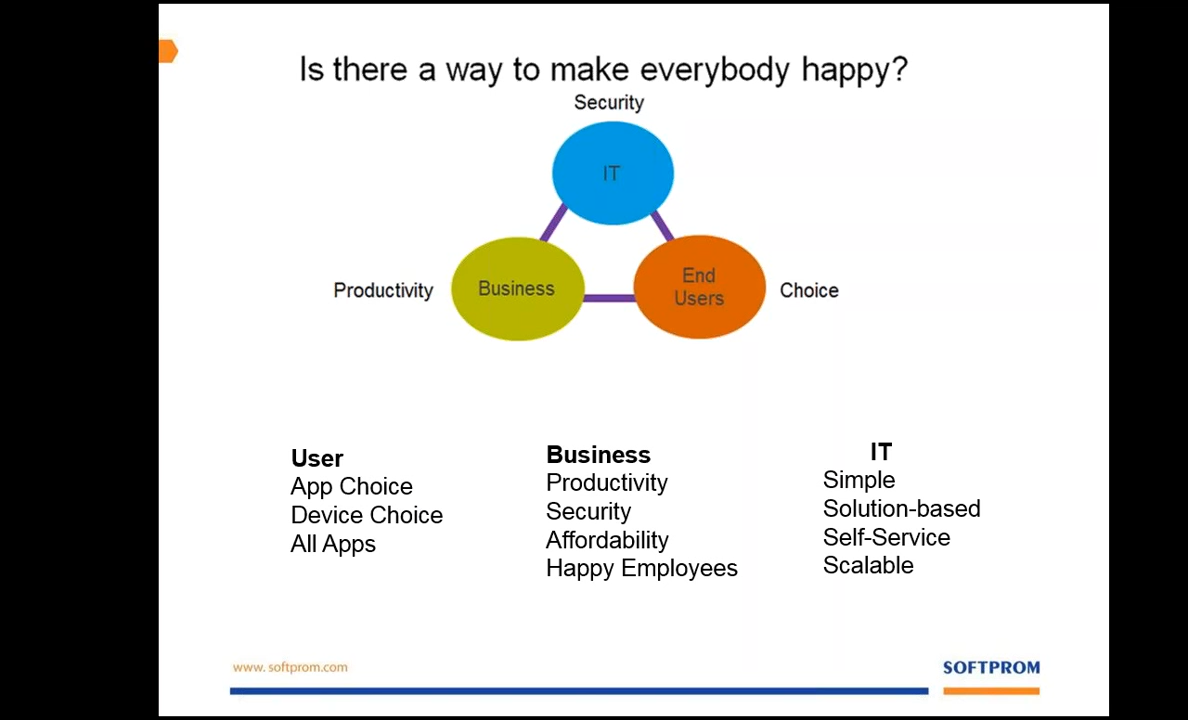 Is there a way to make everybody happy?
Security
IT
Productivity
Business
End
Users
Choice
User
App Choice
Device Choice
All Apps
Business
Productivity
Security
Affordability
Happy Employees
IT
Simple
Solution-based
Self-Service
Scalable
www. softprom.com
SOFTPROM